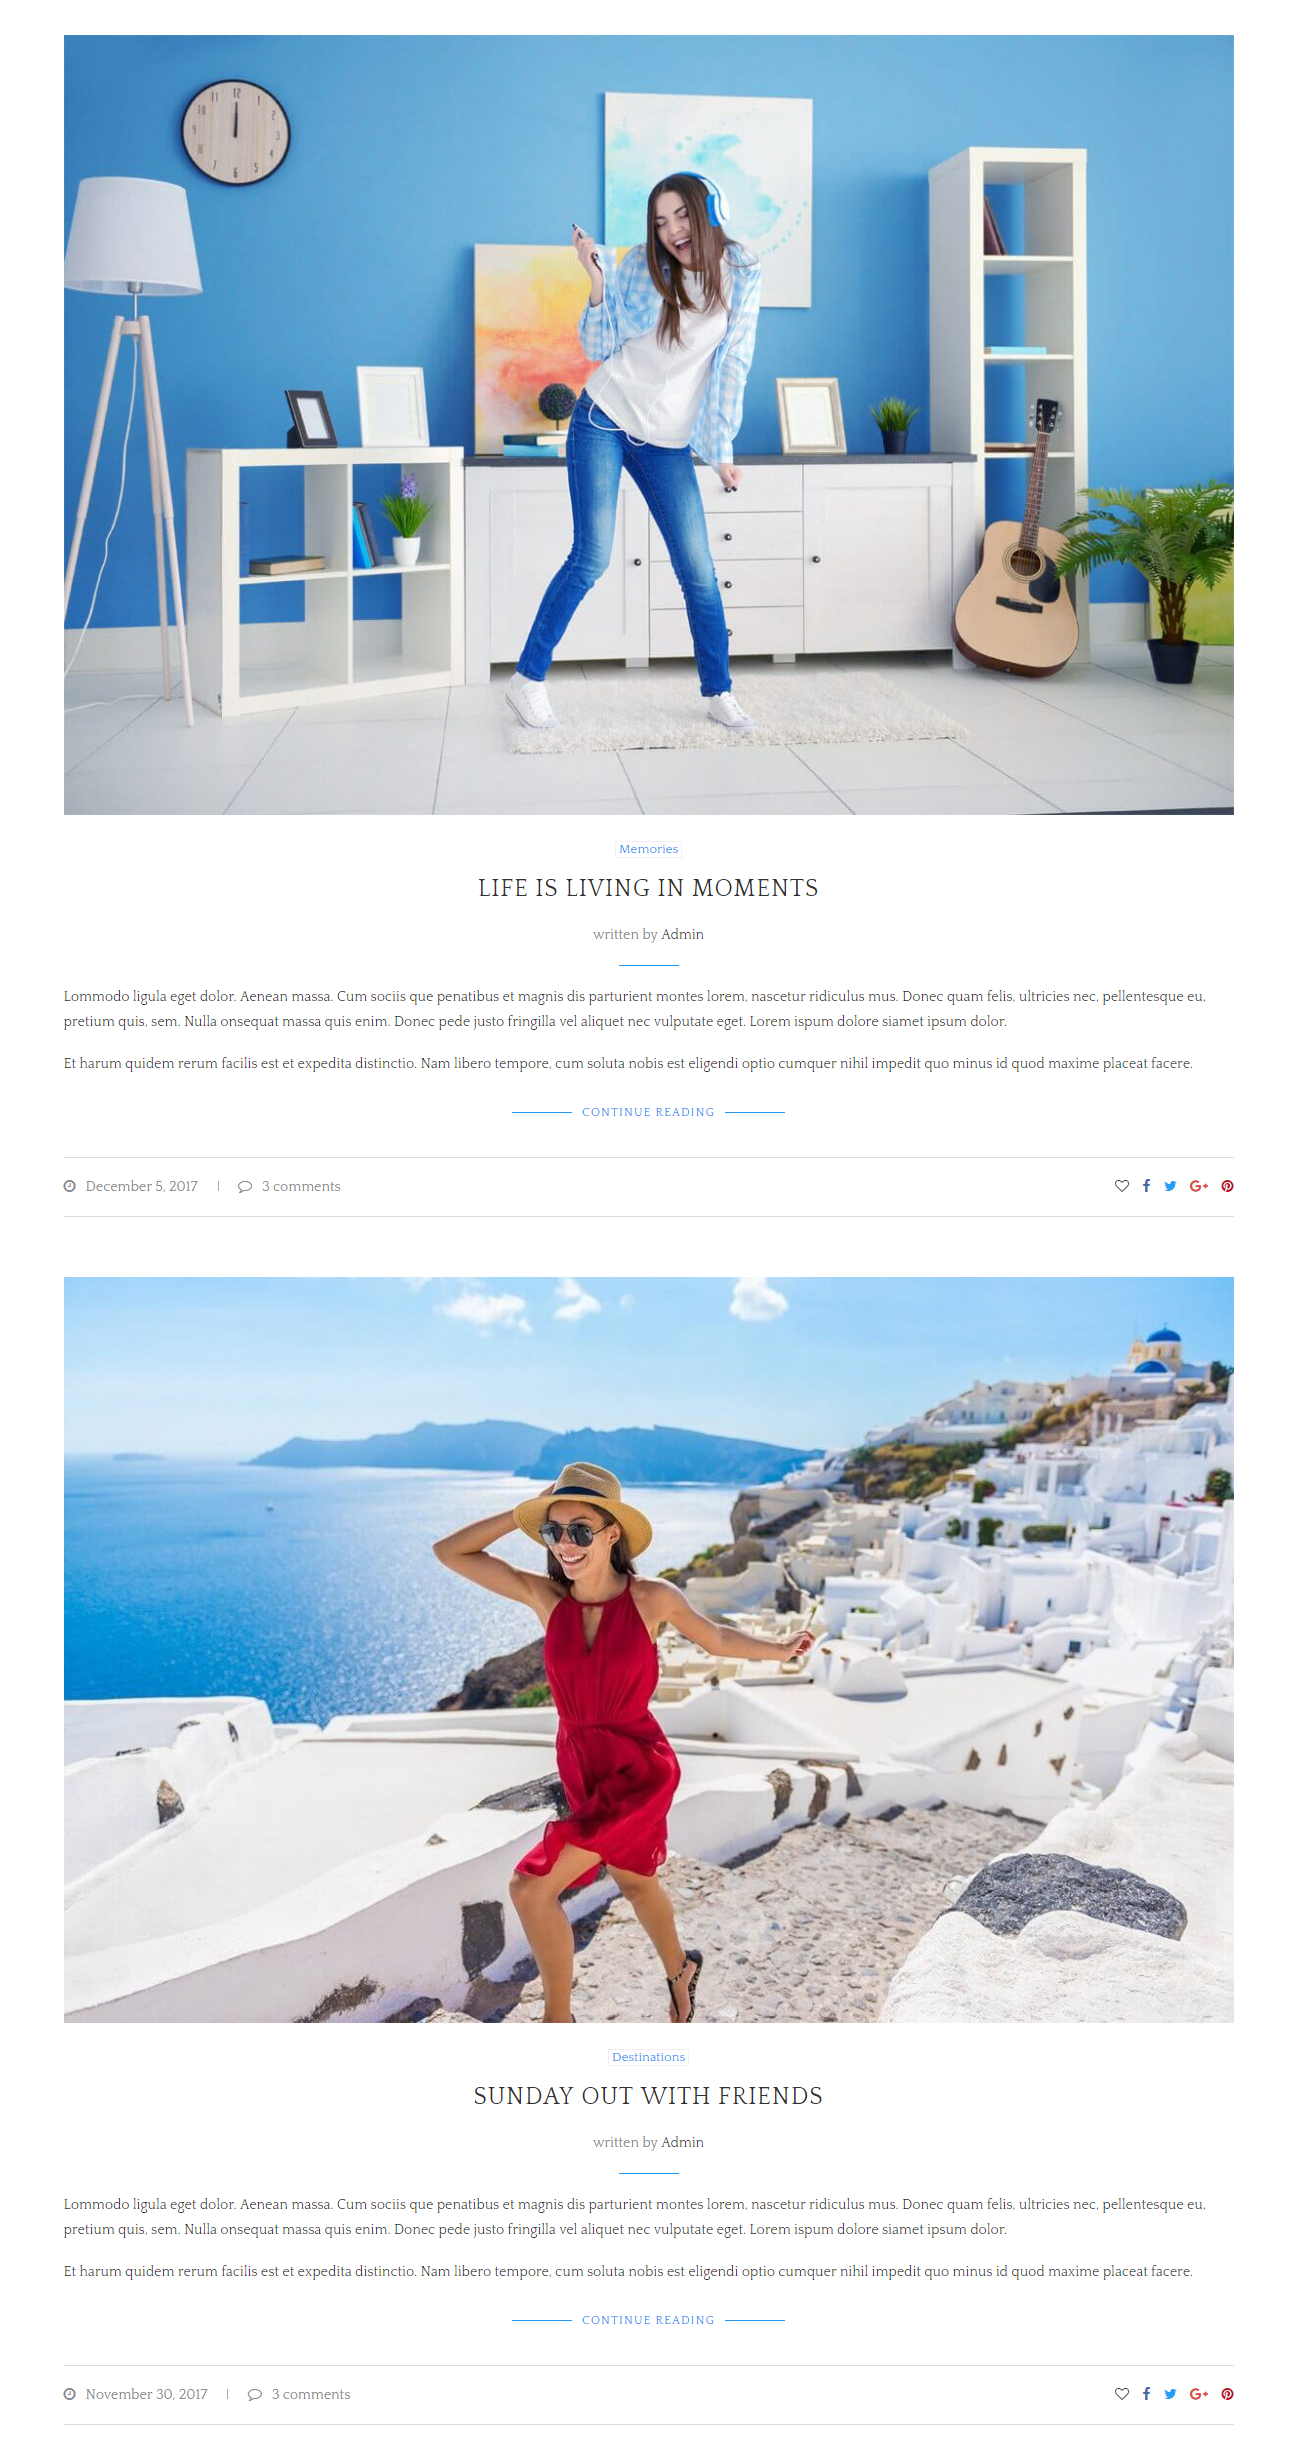 Memories
LIFE IS LIVING IN MOMENTS
written by Admin
Lommodo ligula eget dolor. Aenean massa. Cum sociis que penatibus et magnis dis parturient montes lorem, nascetur ridiculus mus. Donec quam felis, ultricies nec, pellentesque eu,
pretium quis, sem. Nulla onsequat massa quis enim. Donec pede justo fringilla vel aliquet nec vulputate eget. Lorem ispum dolore siamet ipsum dolor.
Et harum quidem rerum facilis est et expedita distinctio. Nam libero tempore, cum soluta nobis est eligendi optio cumquer nihil impedit quo minus id quod maxime placeat facere.
CONTINUE READING
December 5, 2017 3 comments
Destinations
SUNDAY OUT WITH FRIENDS
written by Admin
Lommodo ligula eget dolor. Aenean massa. Cum sociis que penatibus et magnis dis parturient montes lorem, nascetur ridiculus mus. Donec quam felis, ultricies nec, pellentesque eu,
pretium quis, sem. Nulla onsequat massa quis enim. Donec pede justo fringilla vel aliquet nec vulputate eget. Lorem ispum dolore siamet ipsum dolor.
Et harum quidem rerum facilis est et expedita distinctio. Nam libero tempore, cum soluta nobis est eligendi optio cumquer nihil impedit quo minus id quod maxime placeat facere.
CONTINUE READING
November 30, 2017 3 comments